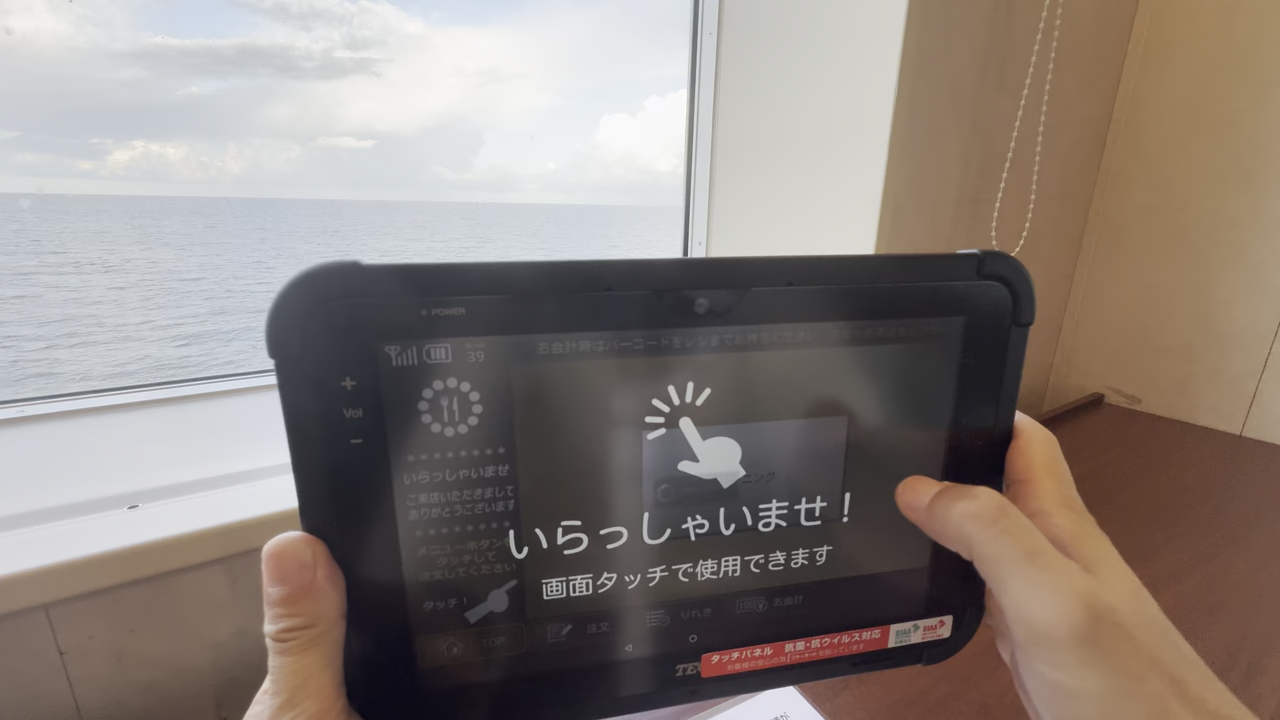 POWER
39
お会計時はバーコードをレジまでお持ちください
+
Vol
-
いらっしゃいませ
ご来店いただきまして
ありがとうございます
メニューボタン
タッチして
注文してください
タッチ!
いらっしゃいませ!
画面タッチで使用できます
ニング
TOP
注文
りれき
お会計
TEC
タッチパネル 抗菌・抗ウイルス対応
SIAA
SIAA